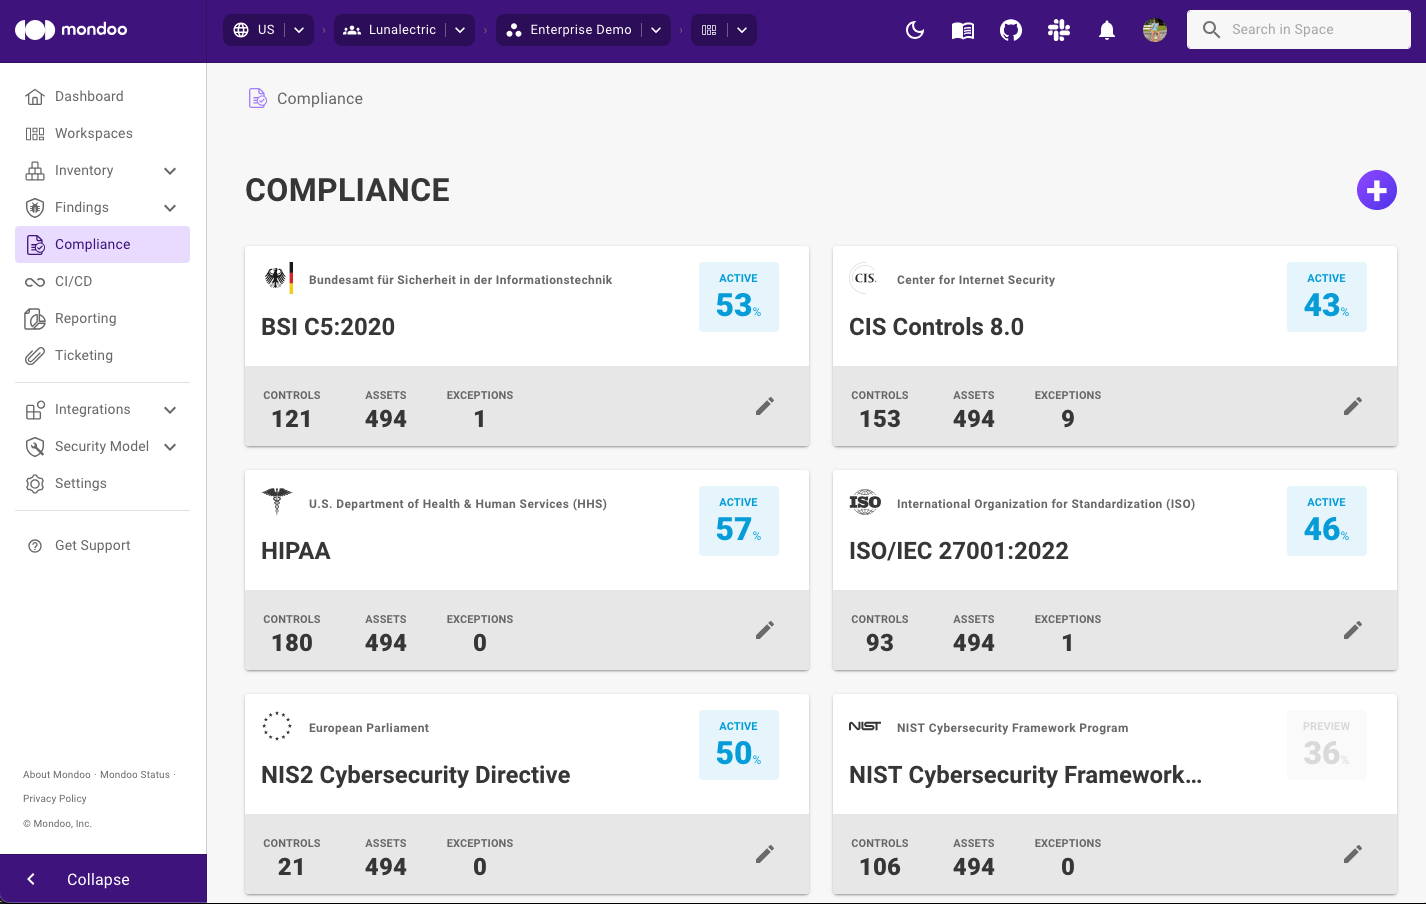 mondoo
US
Lunalectric
Enterprise Demo
Search in Space
Dashboard
Workspaces
Inventory
Findings
Compliance
CI/CD
Reporting
Ticketing
Integrations
Security Model
Settings
Get Support
About Mondoo · Mondoo Status ·
Privacy Policy
© Mondoo, Inc.
Collapse
Compliance
COMPLIANCE
Bundesamt für Sicherheit in der Informationstechnik
BSI C5:2020
ACTIVE
53%
CONTROLS ASSETS EXCEPTIONS
121 494 1
CIS.
Center for Internet Security
CIS Controls 8.0
ACTIVE
43%
CONTROLS ASSETS EXCEPTIONS
153 494 9
U.S. Department of Health & Human Services (HHS)
HIPAA
ACTIVE
57%
CONTROLS ASSETS EXCEPTIONS
180 494 0
ISO
International Organization for Standardization (ISO)
ISO/IEC 27001:2022
ACTIVE
46%
CONTROLS ASSETS EXCEPTIONS
93 494 1
European Parliament
NIS2 Cybersecurity Directive
ACTIVE
50%
CONTROLS ASSETS EXCEPTIONS
21 494 0
NIST
NIST Cybersecurity Framework Program
NIST Cybersecurity Framework...
PREVIEW
36%
CONTROLS ASSETS EXCEPTIONS
106 494 0